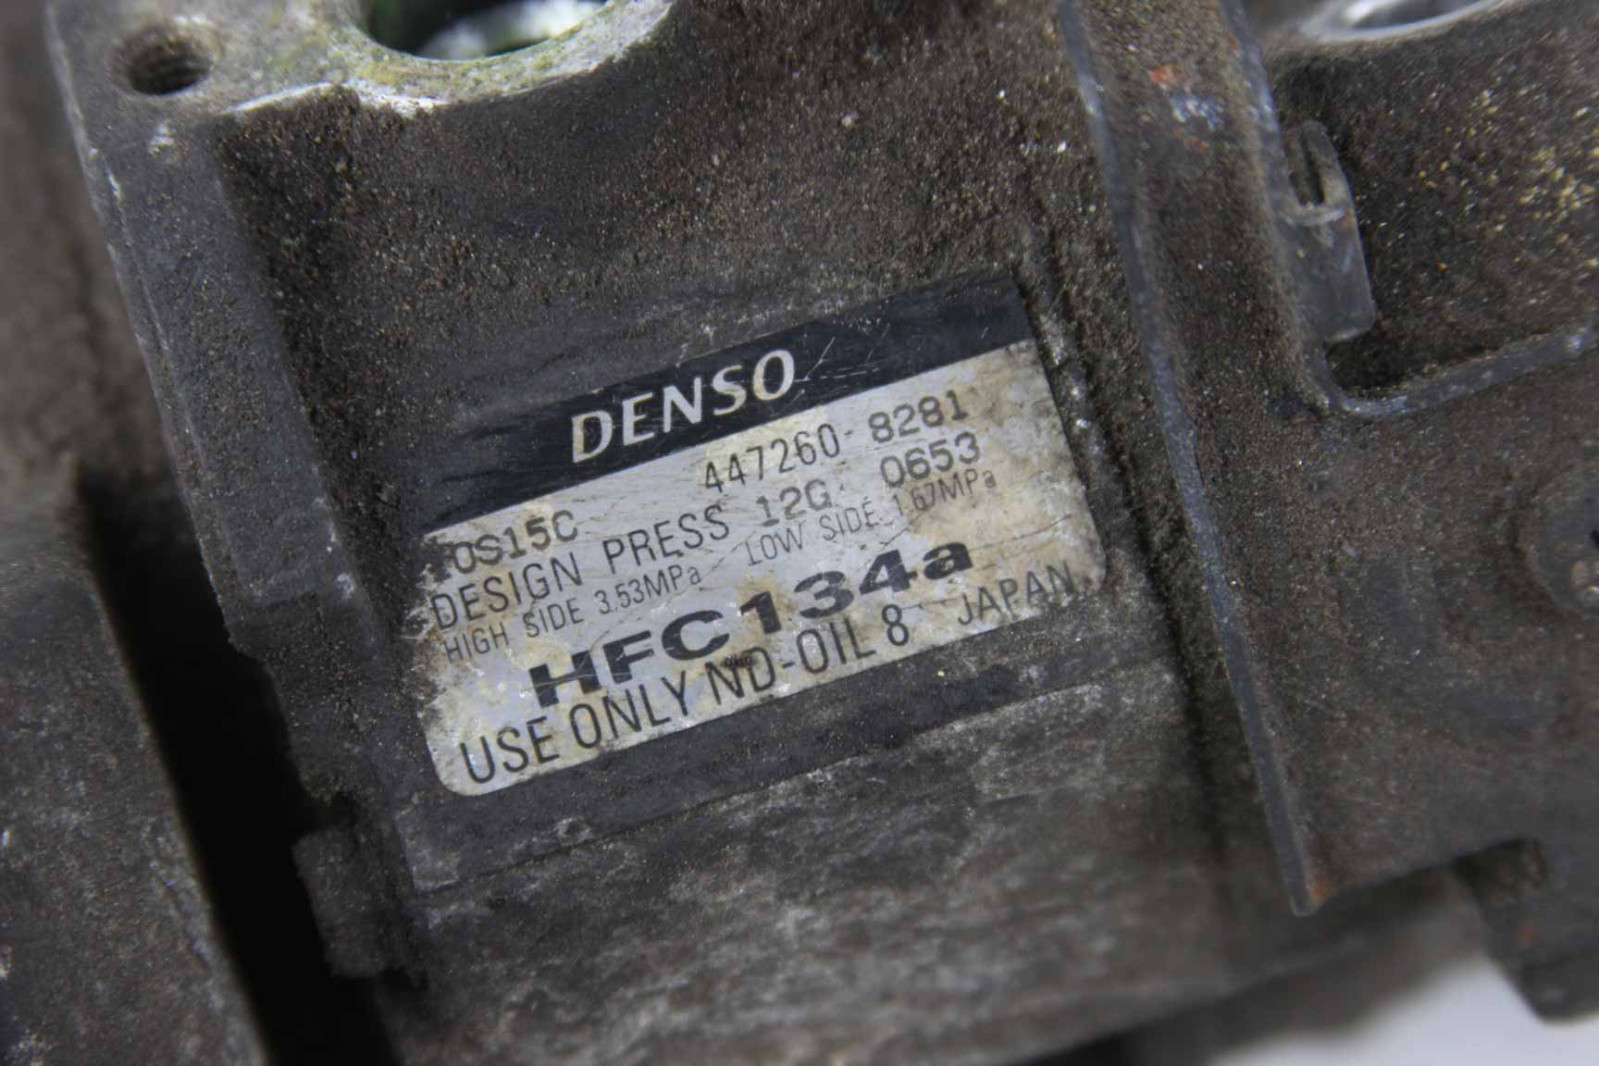 DENSO
447260-8281
10S15C 12G 0653
DESIGN PRESS
HIGH SIDE 3.53MPa LOW SIDE 1.67MPa
HFC134a
USE ONLY ND-OIL 8 JAPAN